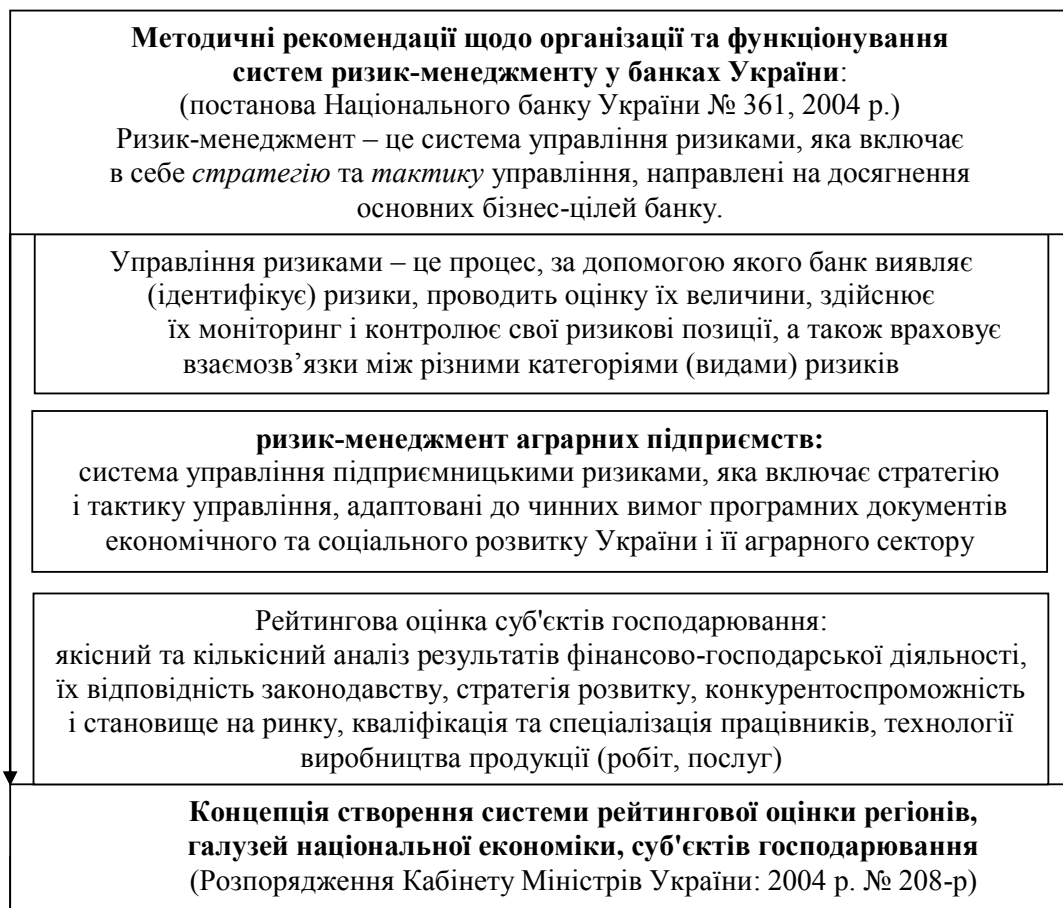 Методичні рекомендації щодо організації та функціонування
систем ризик-менеджменту у банках України:
(постанова Національного банку України № 361, 2004 р.)
Ризик-менеджмент – це система управління ризиками, яка включає
в себе стратегію та тактику управління, направлені на досягнення
основних бізнес-цілей банку.
Управління ризиками – це процес, за допомогою якого банк виявляє
(ідентифікує) ризики, проводить оцінку їх величини, здійснює
їх моніторинг і контролює свої ризикові позиції, а також враховує
взаємозв’язки між різними категоріями (видами) ризиків
ризик-менеджмент аграрних підприємств:
система управління підприємницькими ризиками, яка включає стратегію
і тактику управління, адаптовані до чинних вимог програмних документів
економічного та соціального розвитку України і її аграрного сектору
Рейтингова оцінка суб'єктів господарювання:
якісний та кількісний аналіз результатів фінансово-господарської діяльності,
їх відповідність законодавству, стратегія розвитку, конкурентоспроможність
і становище на ринку, кваліфікація та спеціалізація працівників, технології
виробництва продукції (робіт, послуг)
Концепція створення системи рейтингової оцінки регіонів,
галузей національної економіки, суб'єктів господарювання
(Розпорядження Кабінету Міністрів України: 2004 р. № 208-р)